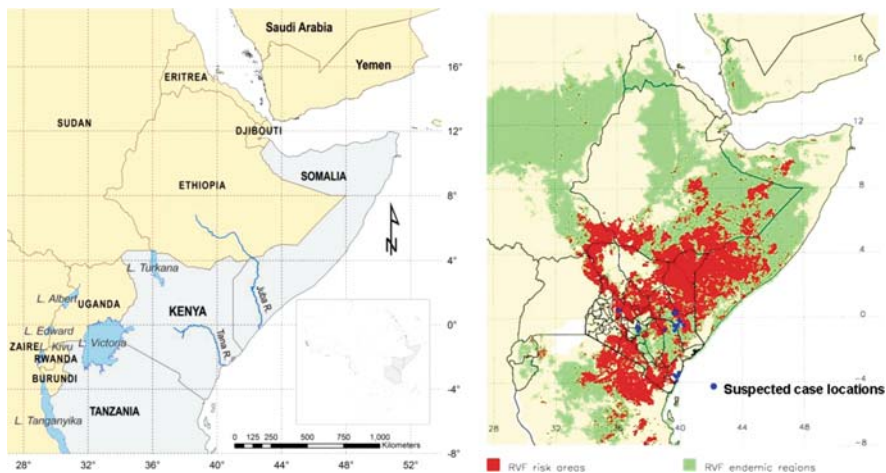 Saudi Arabia
16°
Yemen
ERITREA
SUDAN
DJIBOUTI
12°
SOMALIA
ETHIOPIA
8°
N
4°
L. Turkana
L. Albert
UGANDA
KENYA
Juba R.
L. Edward
0°
ZAIRE
L. Kivu
L. Victoria
Tana R.
RWANDA
BURUNDI
-4°
TANZANIA
L. Tanganyika
0 125 250 500 750 1,000
Kilometers
-8°
28° 32° 36° 40° 44° 48° 52°
16
12
8
4
0
-4
Suspected case locations
28 32 36 40 44 48
RVF risk areas
RVF endemic regions